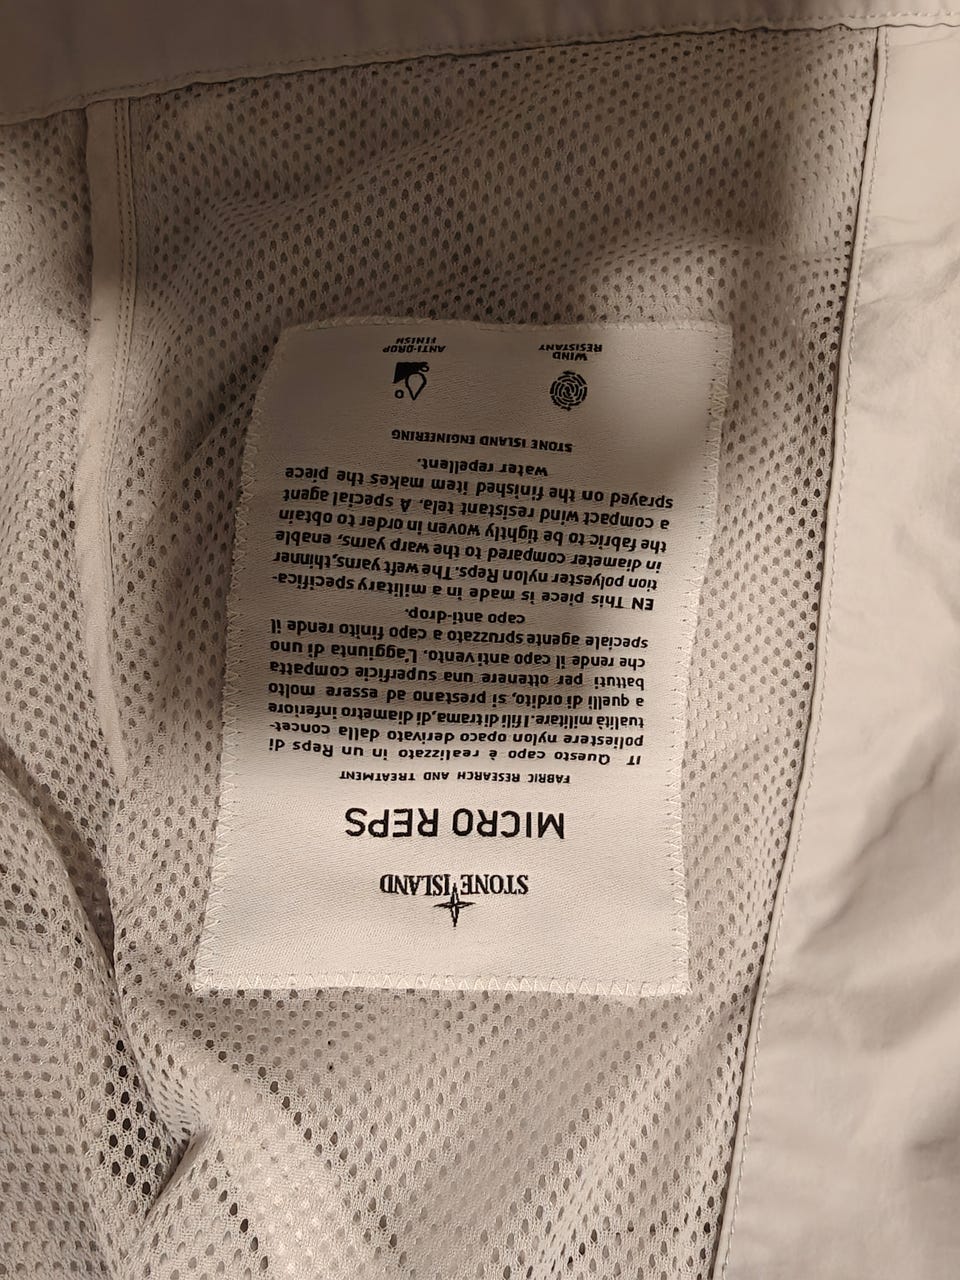 STONE ISLAND
MICRO REPS
FABRIC RESEARCH AND TREATMENT
IT Questo capo è realizzato in un Reps di
poliestere nylon opaco derivato dalla concet-
tualità militare. I fili di trama, di diametro inferiore
a quelli di ordito, si prestano ad essere molto
battuti per ottenere una superficie compatta
che rende il capo antivento. L'aggiunta di uno
speciale agente spruzzato a capo finito rende il
capo anti-drop.
EN This piece is made in a military specifica-
tion polyester nylon Reps. The weft yarns, thinner
in diameter compared to the warp yarns, enable
the fabric to be tightly woven in order to obtain
a compact wind resistant tela. A special agent
sprayed on the finished item makes the piece
water repellent.
STONE ISLAND ENGINEERING
WIND
RESISTANT
ANTI-DROP
FINISH